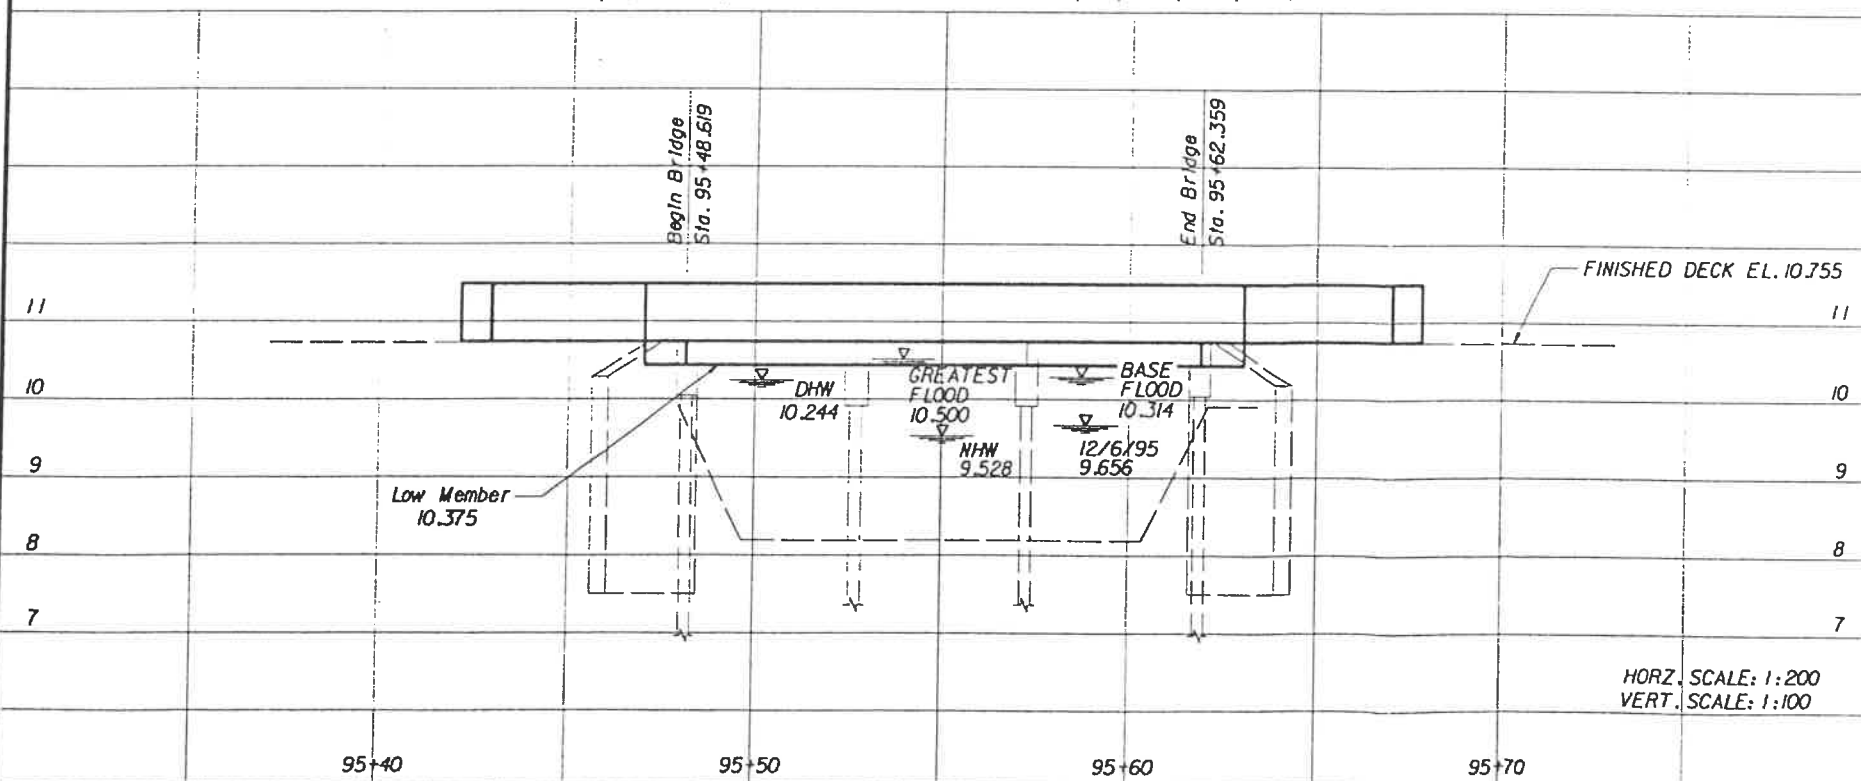 Begin Bridge
Sta. 95+48.619
End Bridge
Sta. 95+62.359
FINISHED DECK EL. 10.755
11
11
10
10
9
9
8
8
7
7
DHW
10.244
GREATEST
FLOOD
10.500
BASE
FLOOD
10.314
NHW
9.528
12/6/95
9.656
Low Member
10.375
HORZ. SCALE: 1:200
VERT. SCALE: 1:100
95+40
95+50
95+60
95+70